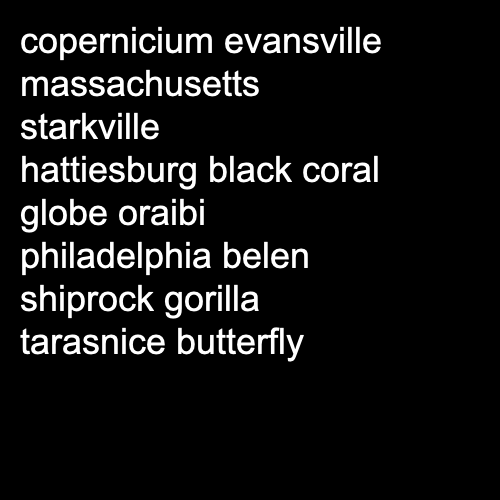 copernicium evansville
massachusetts
starkville
hattiesburg black coral
globe oraibi
philadelphia belen
shiprock gorilla
tarasnice butterfly